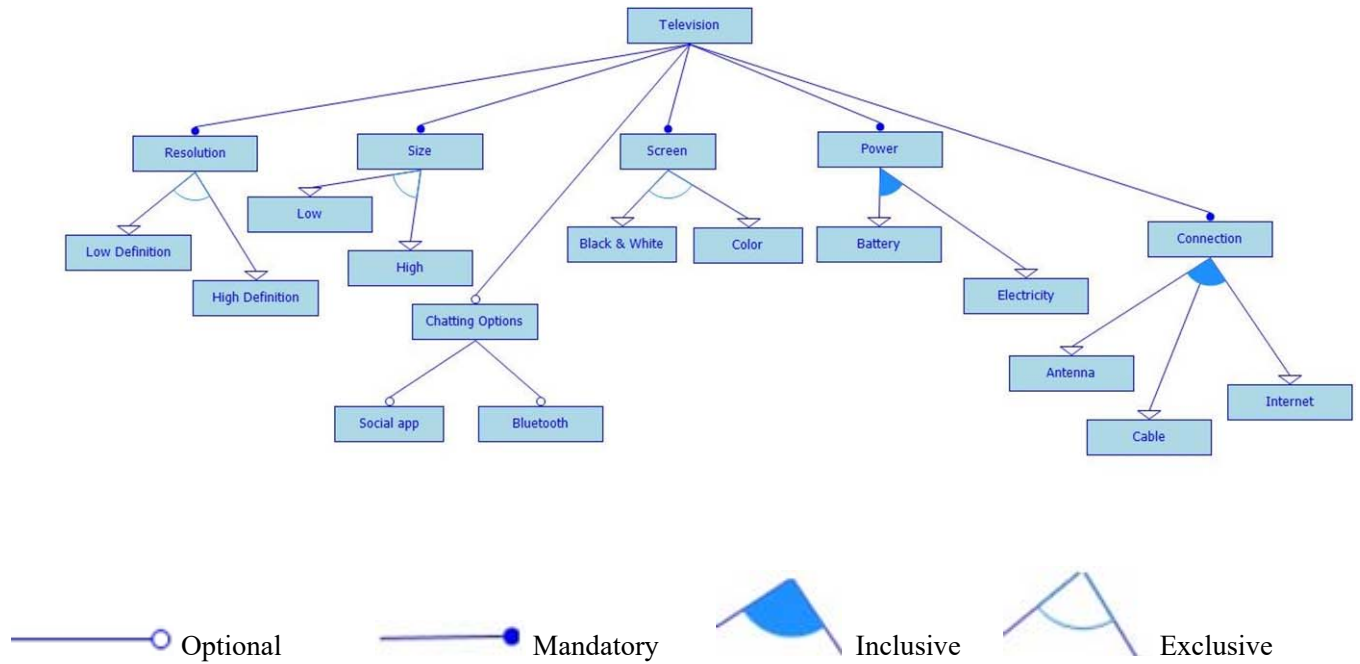 Television
Resolution
Size
Screen
Power
Connection
Low Definition
High Definition
Low
High
Chatting Options
Social app
Bluetooth
Black & White
Color
Battery
Electricity
Antenna
Cable
Internet
Optional
Mandatory
Inclusive
Exclusive